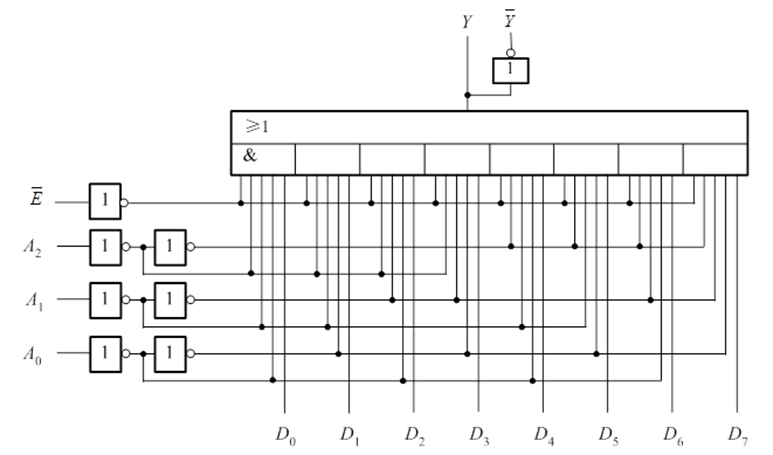 Y Y̅
1
≥1
&
E̅ 1
A₂ 1 1
A₁ 1 1
A₀ 1 1
D₀ D₁ D₂ D₃ D₄ D₅ D₆ D₇